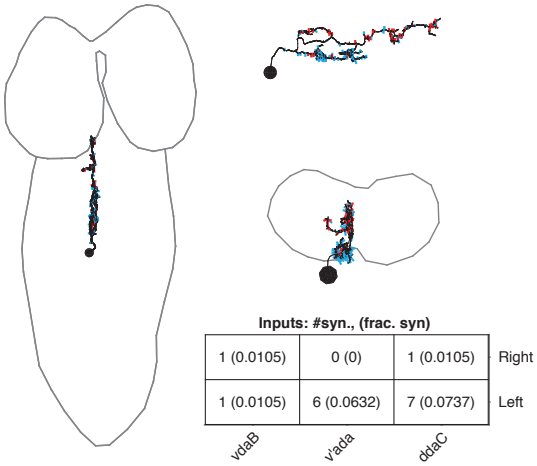 Inputs: #syn., (frac. syn)
1 (0.0105) 0 (0) 1 (0.0105) Right
1 (0.0105) 6 (0.0632) 7 (0.0737) Left
vdaB v'ada ddaC